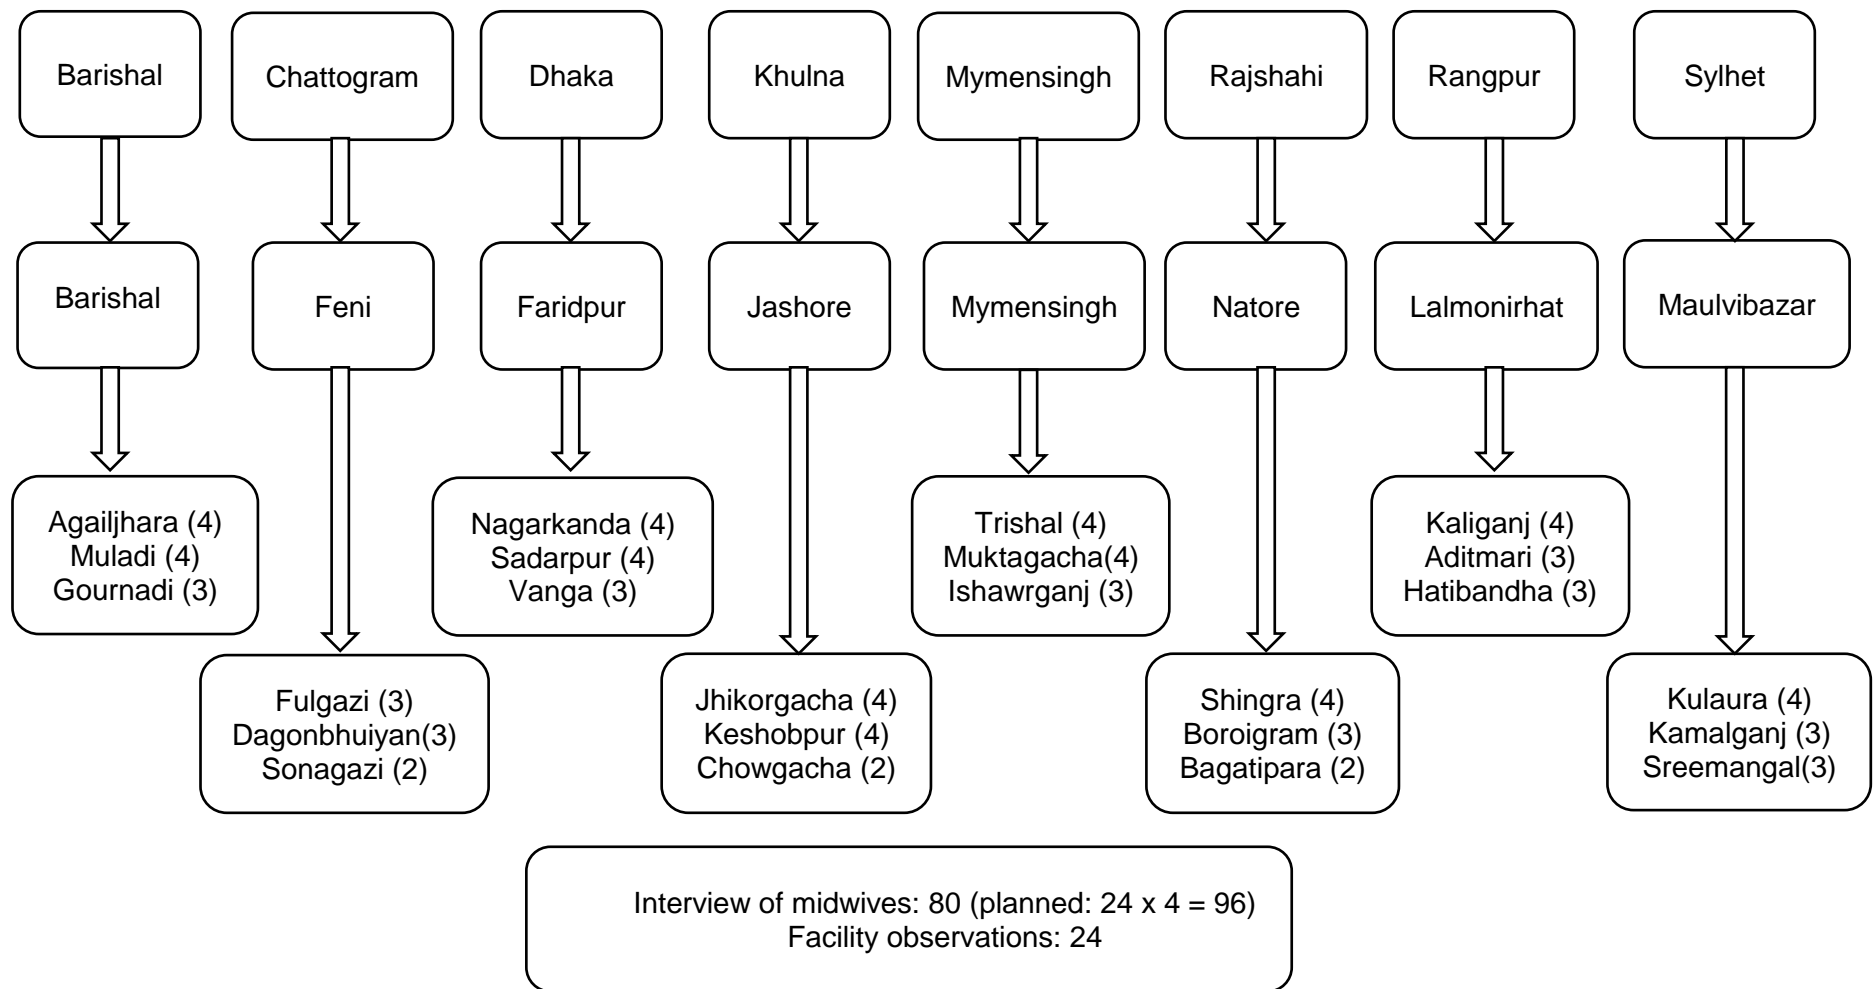 Barishal
Chattogram
Dhaka
Khulna
Mymensingh
Rajshahi
Rangpur
Sylhet
Barishal
Feni
Faridpur
Jashore
Mymensingh
Natore
Lalmonirhat
Maulvibazar
Agailjhara (4)
Muladi (4)
Gournadi (3)
Nagarkanda (4)
Sadarpur (4)
Vanga (3)
Trishal (4)
Muktagacha(4)
Ishawrganj (3)
Kaliganj (4)
Aditmari (3)
Hatibandha (3)
Fulgazi (3)
Dagonbhuiyan(3)
Sonagazi (2)
Jhikorgacha (4)
Keshobpur (4)
Chowgacha (2)
Shingra (4)
Boroigram (3)
Bagatipara (2)
Kulaura (4)
Kamalganj (3)
Sreemangal(3)
Interview of midwives: 80 (planned: 24 x 4 = 96)
Facility observations: 24